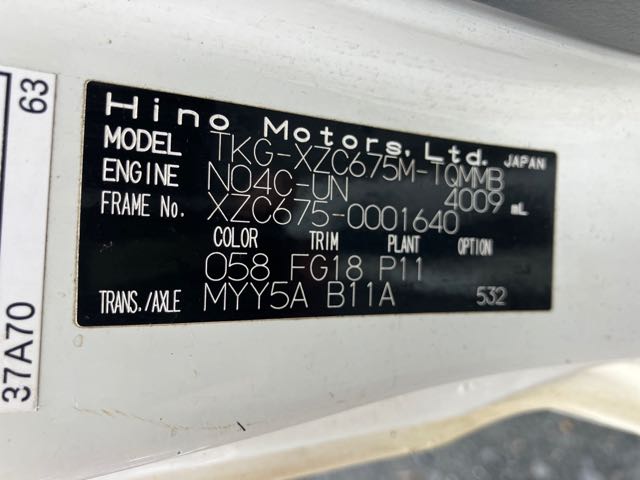 Hino Motors, Ltd. JAPAN
MODEL TKG-XZC675M-TQMMB
ENGINE N04C-UN 4009 mL
FRAME No. XZC675-0001640
COLOR TRIM PLANT OPTION
058 FG18 P11
TRANS./AXLE MYY5A B11A 532
63
37A70